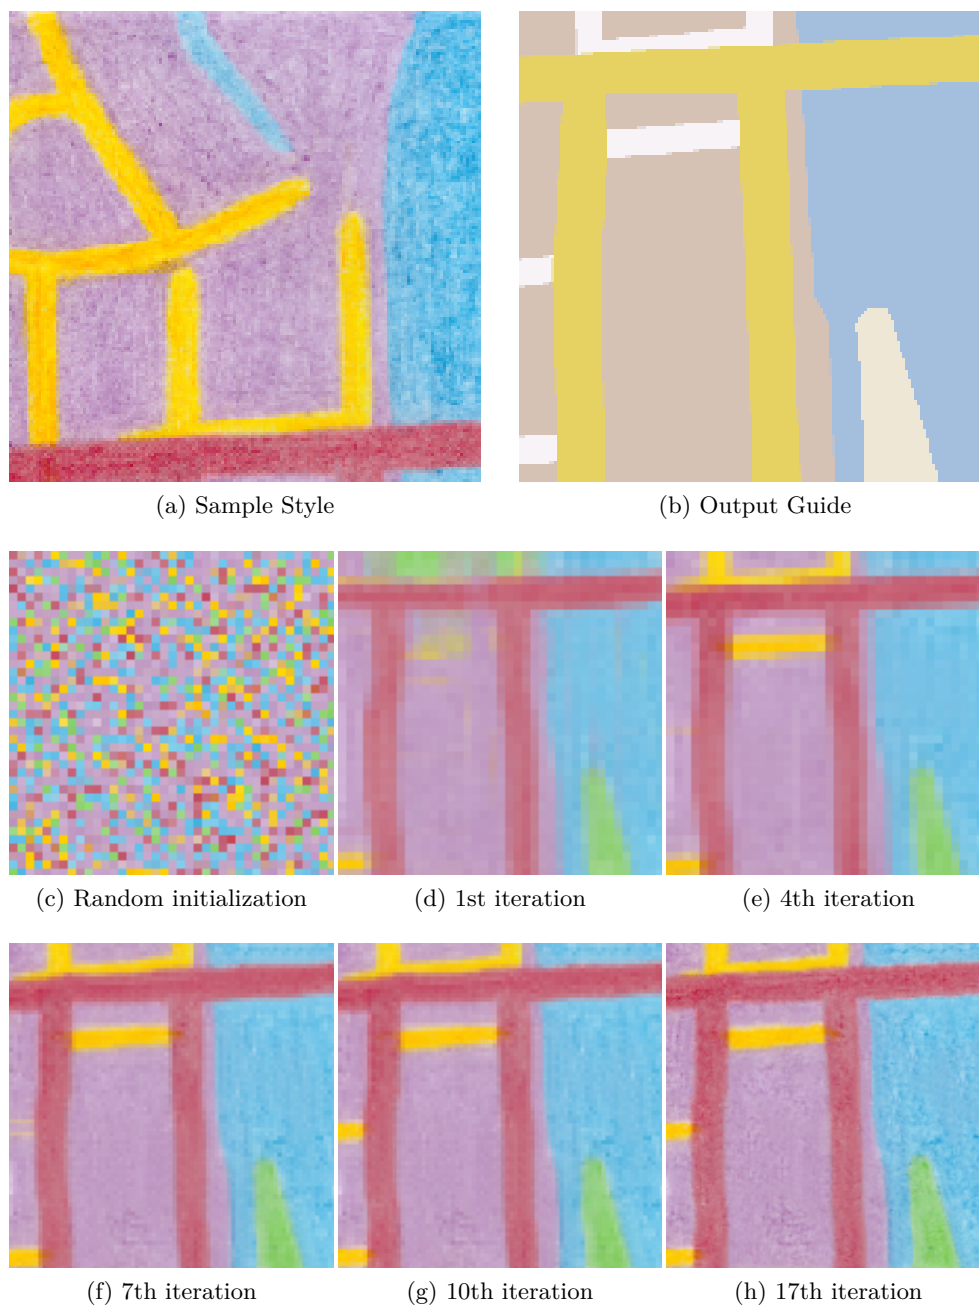 (a) Sample Style
(b) Output Guide
(c) Random initialization
(d) 1st iteration
(e) 4th iteration
(f) 7th iteration
(g) 10th iteration
(h) 17th iteration